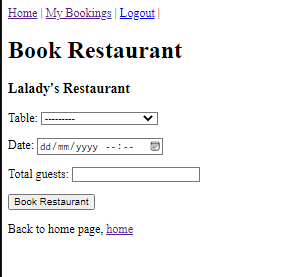 Home | My Bookings | Logout |
Book Restaurant
Lalady's Restaurant
Table: ---------
Date: dd/mm/yyyy --:--
Total guests:
Book Restaurant
Back to home page, home